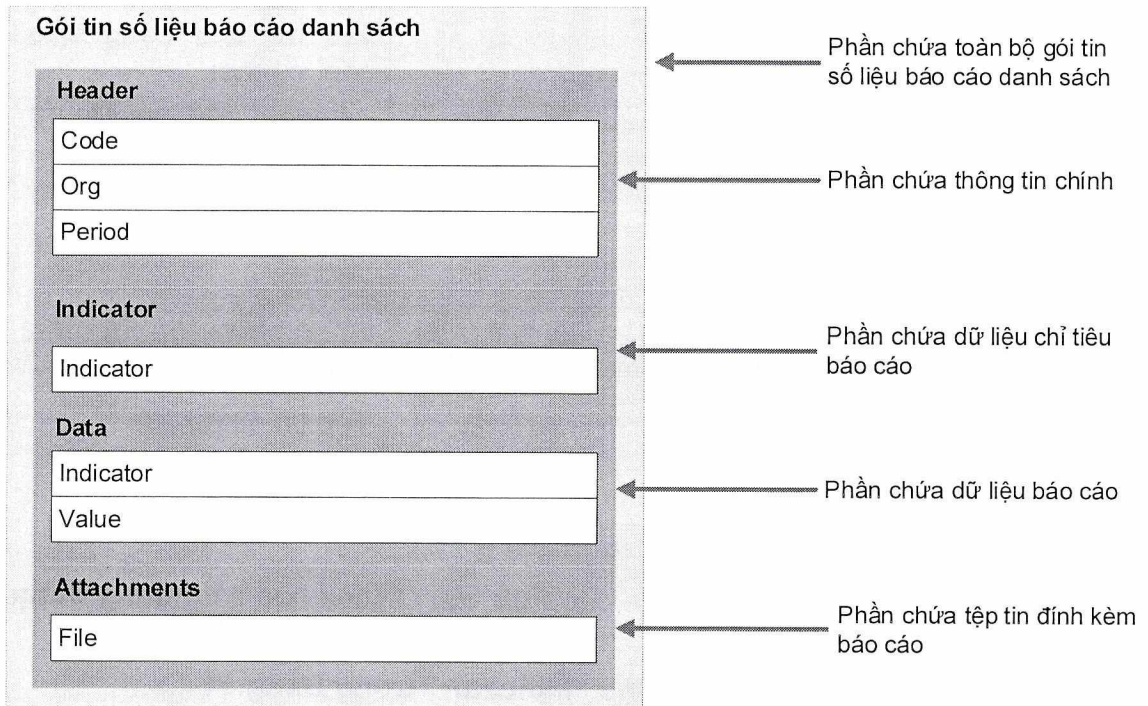 Gói tin số liệu báo cáo danh sách
Phần chứa toàn bộ gói tin
số liệu báo cáo danh sách
Header
Code
Org
Period
Phần chứa thông tin chính
Indicator
Indicator
Phần chứa dữ liệu chỉ tiêu
báo cáo
Data
Indicator
Value
Phần chứa dữ liệu báo cáo
Attachments
File
Phần chứa tệp tin đính kèm
báo cáo